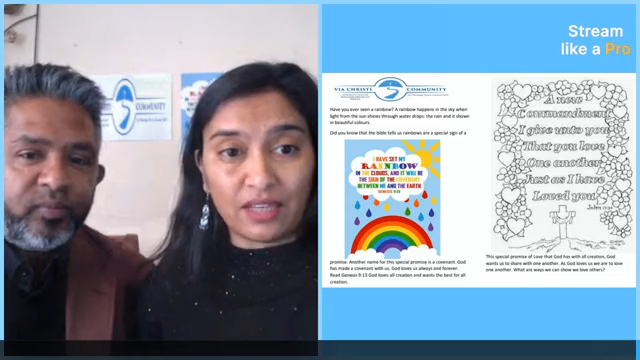 COMMUNITY
Stream
like a Pro
VIA CHRISTI COMMUNITY
Have you ever seen a rainbow? A rainbow happens in the sky when
light from the sun shines through water drops: the rain and it shown
in beautiful colours.
Did you know that the bible tells us rainbows are a special sign of a
I HAVE SET MY
RAINBOW
IN THE CLOUDS, AND IT WILL BE
THE SIGN OF THE COVENANT
BETWEEN ME AND THE EARTH.
GENESIS 9:13
promise. Another name for this special promise is a covenant. God
has made a covenant with us. God loves us always and forever.
Read Genesis 9:13 God loves all creation and wants the best for all
creation.
A new
Commandment
I give unto you
That you love
One another
Just as I have
Loved you
John 13:34
This special promise of Love that God has with all creation, God
wants us to share with one another. As God loves us we are to love
one another. What are ways we can show we love others?